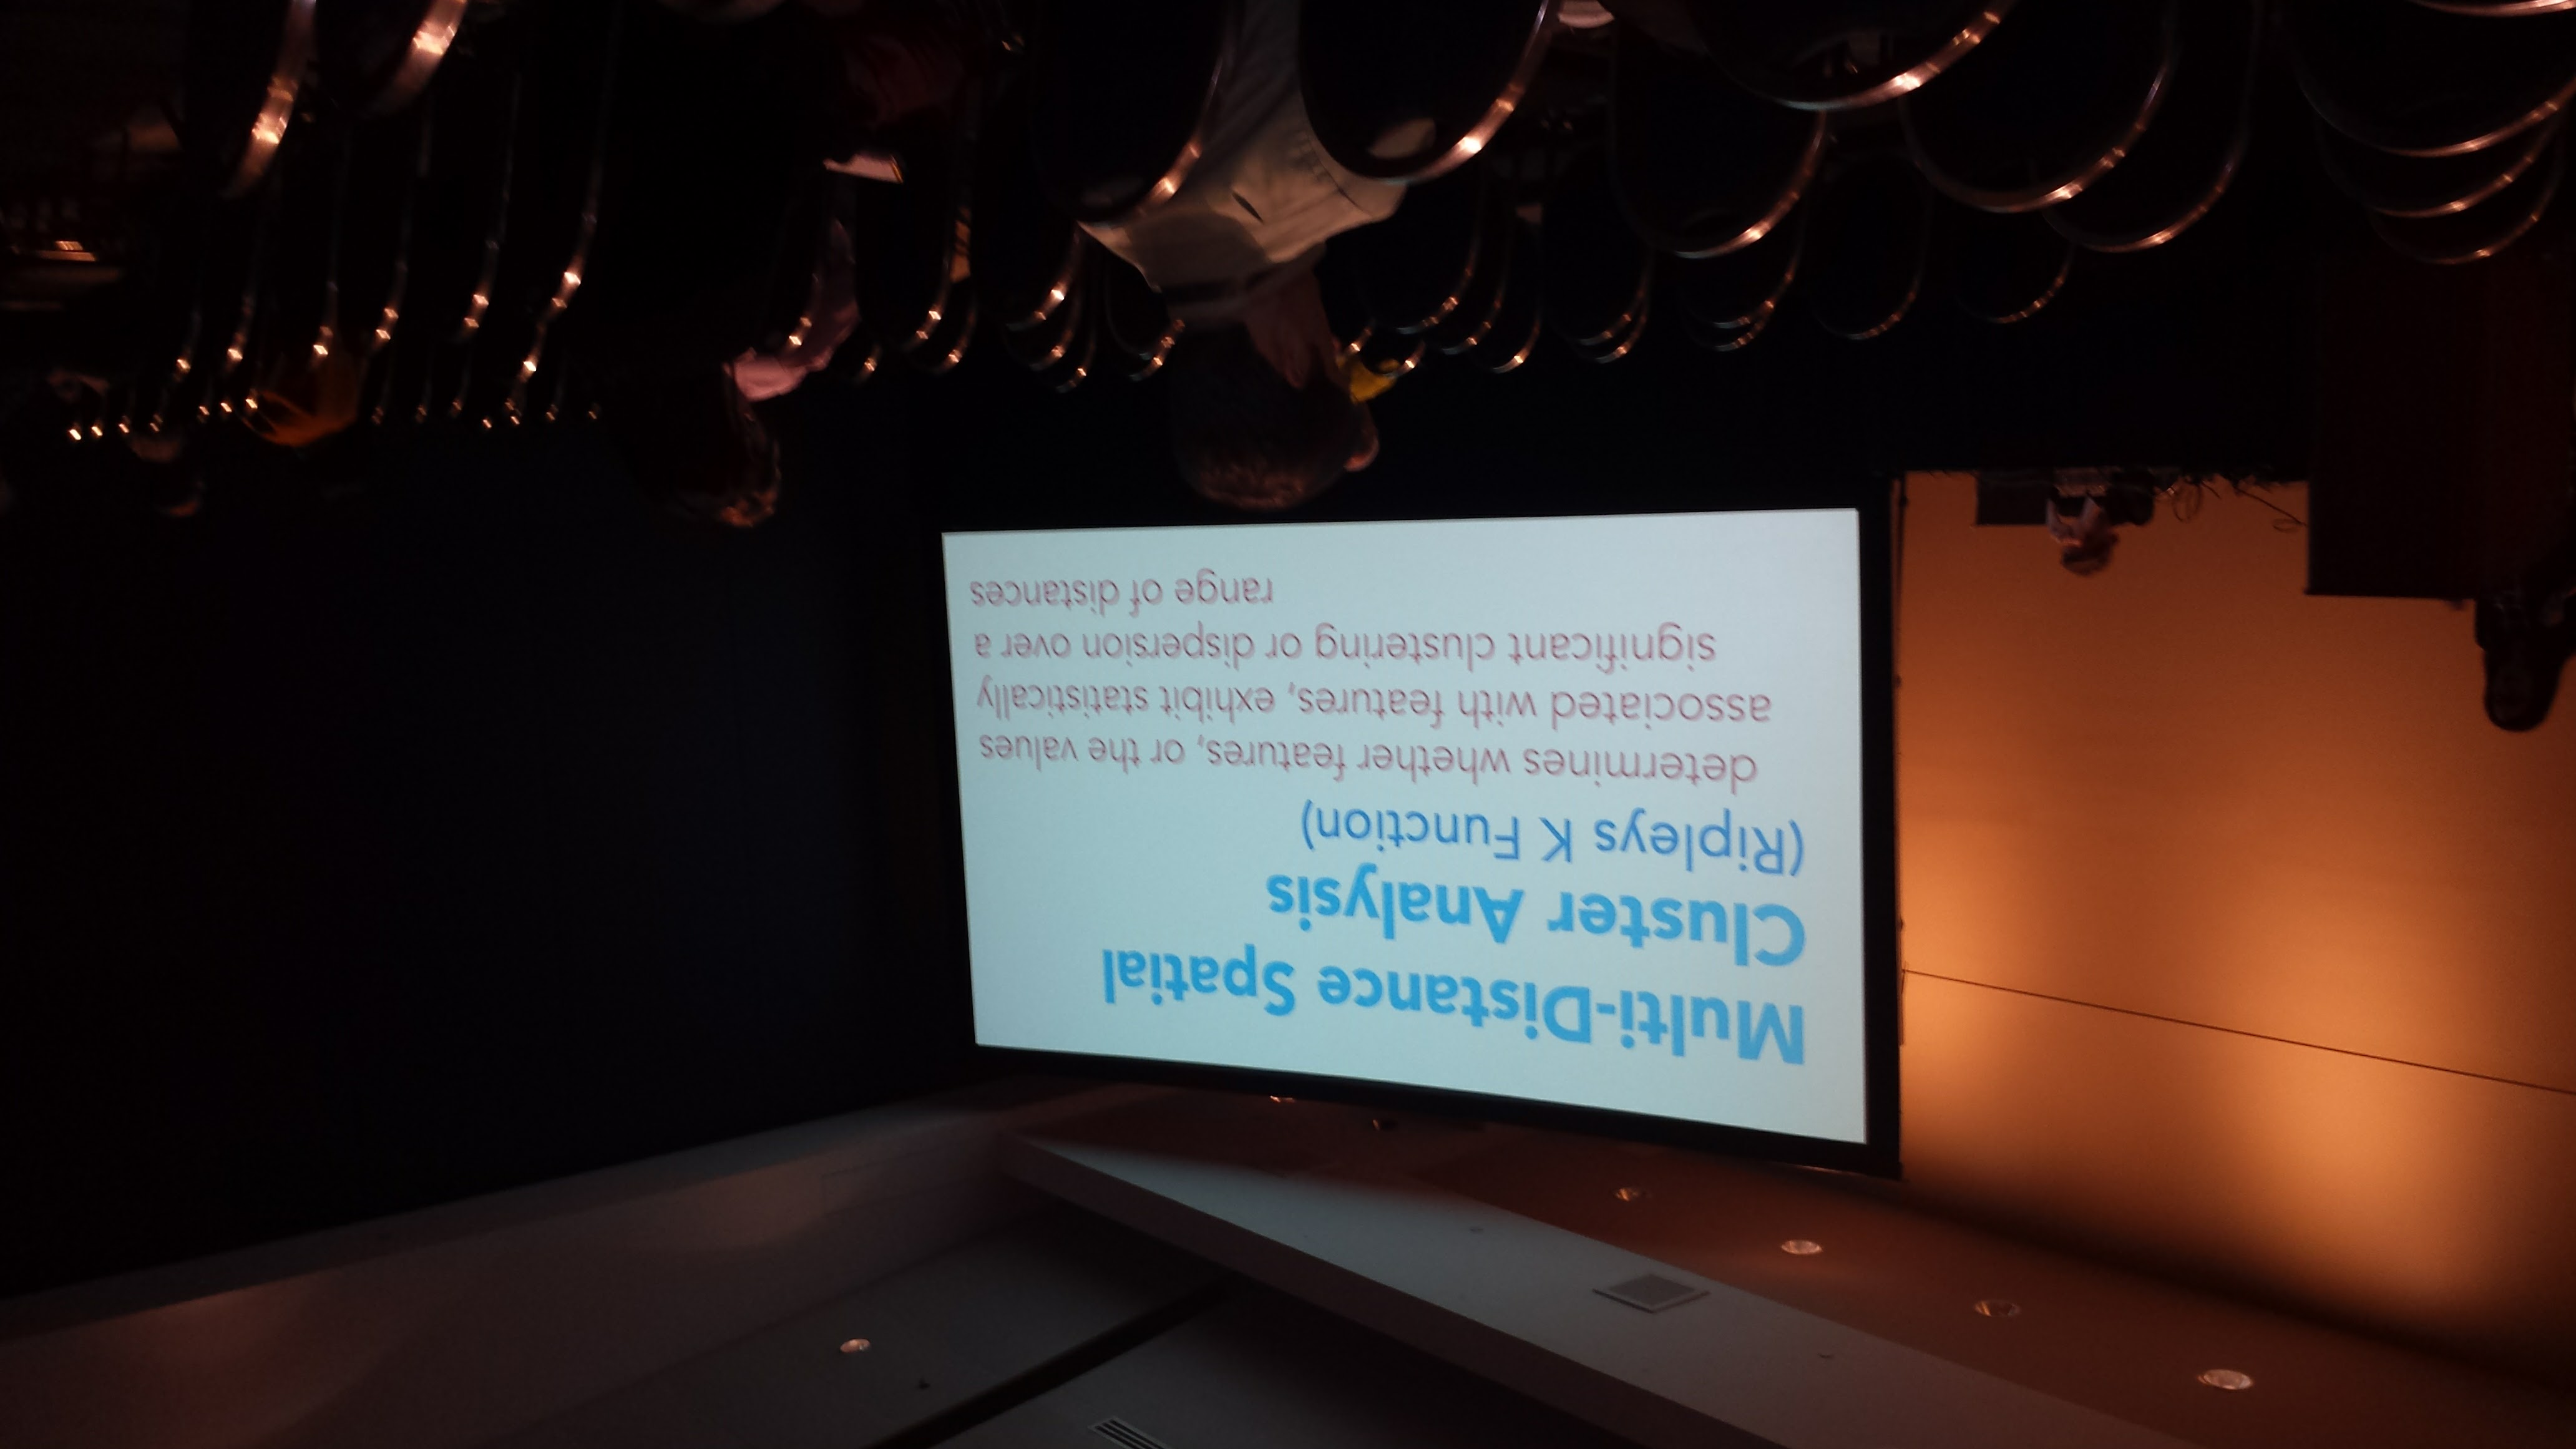 Multi-Distance Spatial
Cluster Analysis
(Ripleys K Function)
determines whether features, or the values
associated with features, exhibit statistically
significant clustering or dispersion over a
range of distances